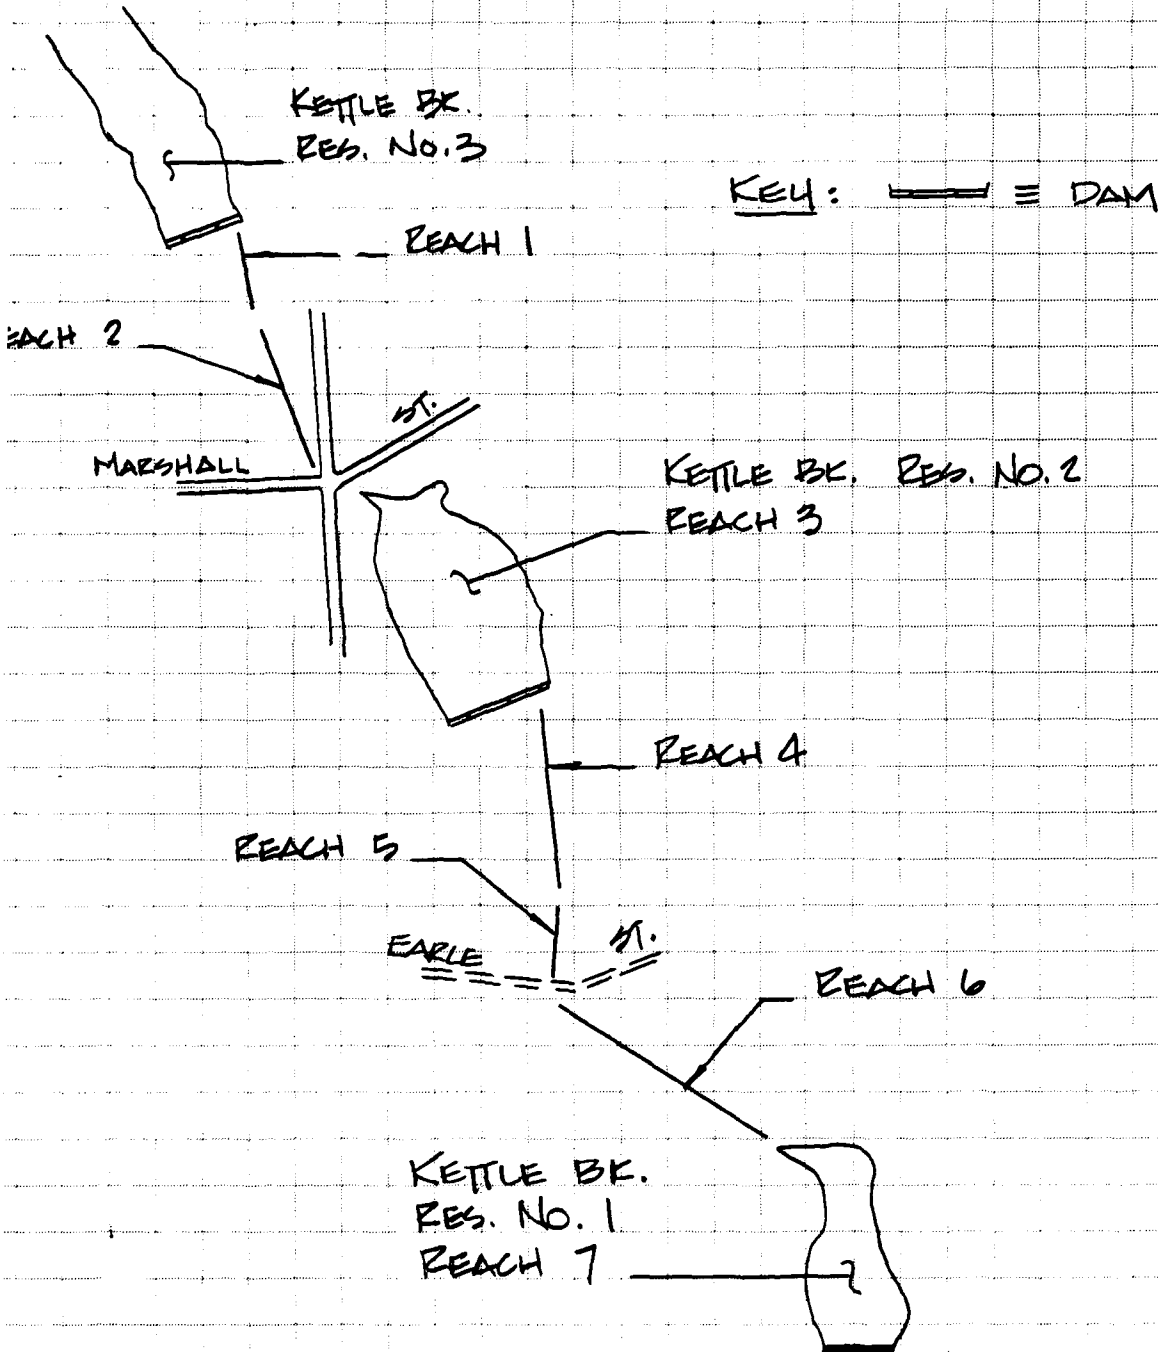 KETTLE BK.
RES. NO. 3
KEY: ≡ DAM
REACH 1
EACH 2
ST.
MARSHALL
KETTLE BK. RES. NO. 2
REACH 3
REACH 4
REACH 5
EARLE ST.
REACH 6
KETTLE BK.
RES. NO. 1
REACH 7